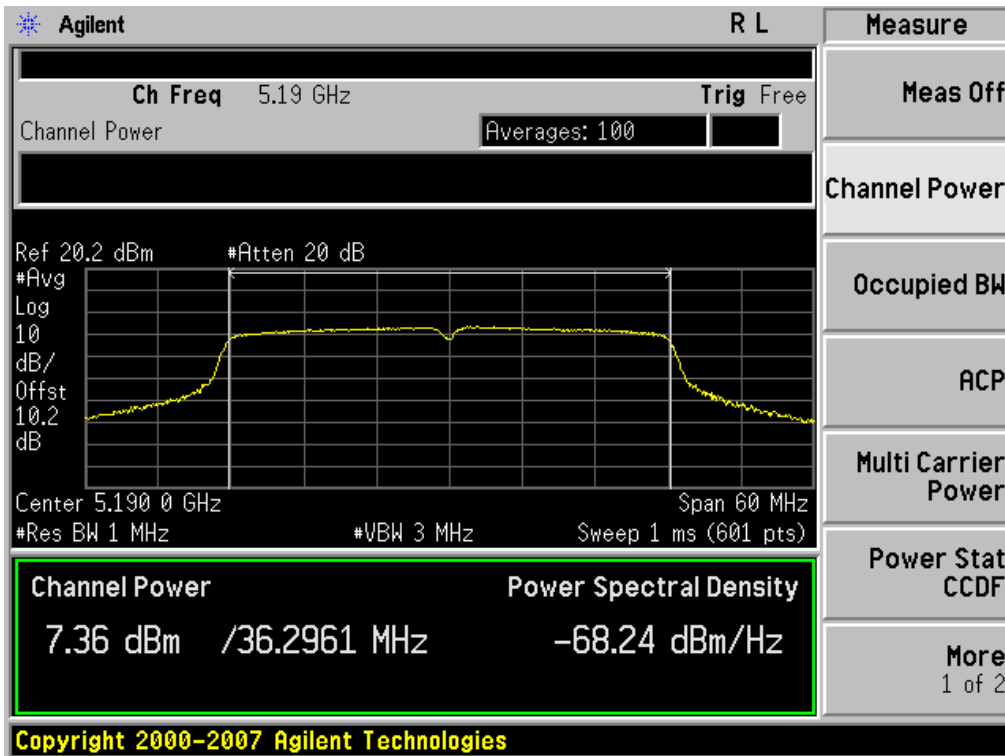 Agilent R L Measure
Ch Freq 5.19 GHz Trig Free
Meas Off
Channel Power Averages: 100
Channel Power
Ref 20.2 dBm #Atten 20 dB
#Avg
Log
10
dB/
Offst
10.2
dB
Occupied BW
ACP
Multi Carrier
Power
Center 5.190 0 GHz Span 60 MHz
#Res BW 1 MHz #VBW 3 MHz Sweep 1 ms (601 pts)
Power Stat
CCDF
Channel Power Power Spectral Density
7.36 dBm /36.2961 MHz -68.24 dBm/Hz
More
1 of 2
Copyright 2000-2007 Agilent Technologies